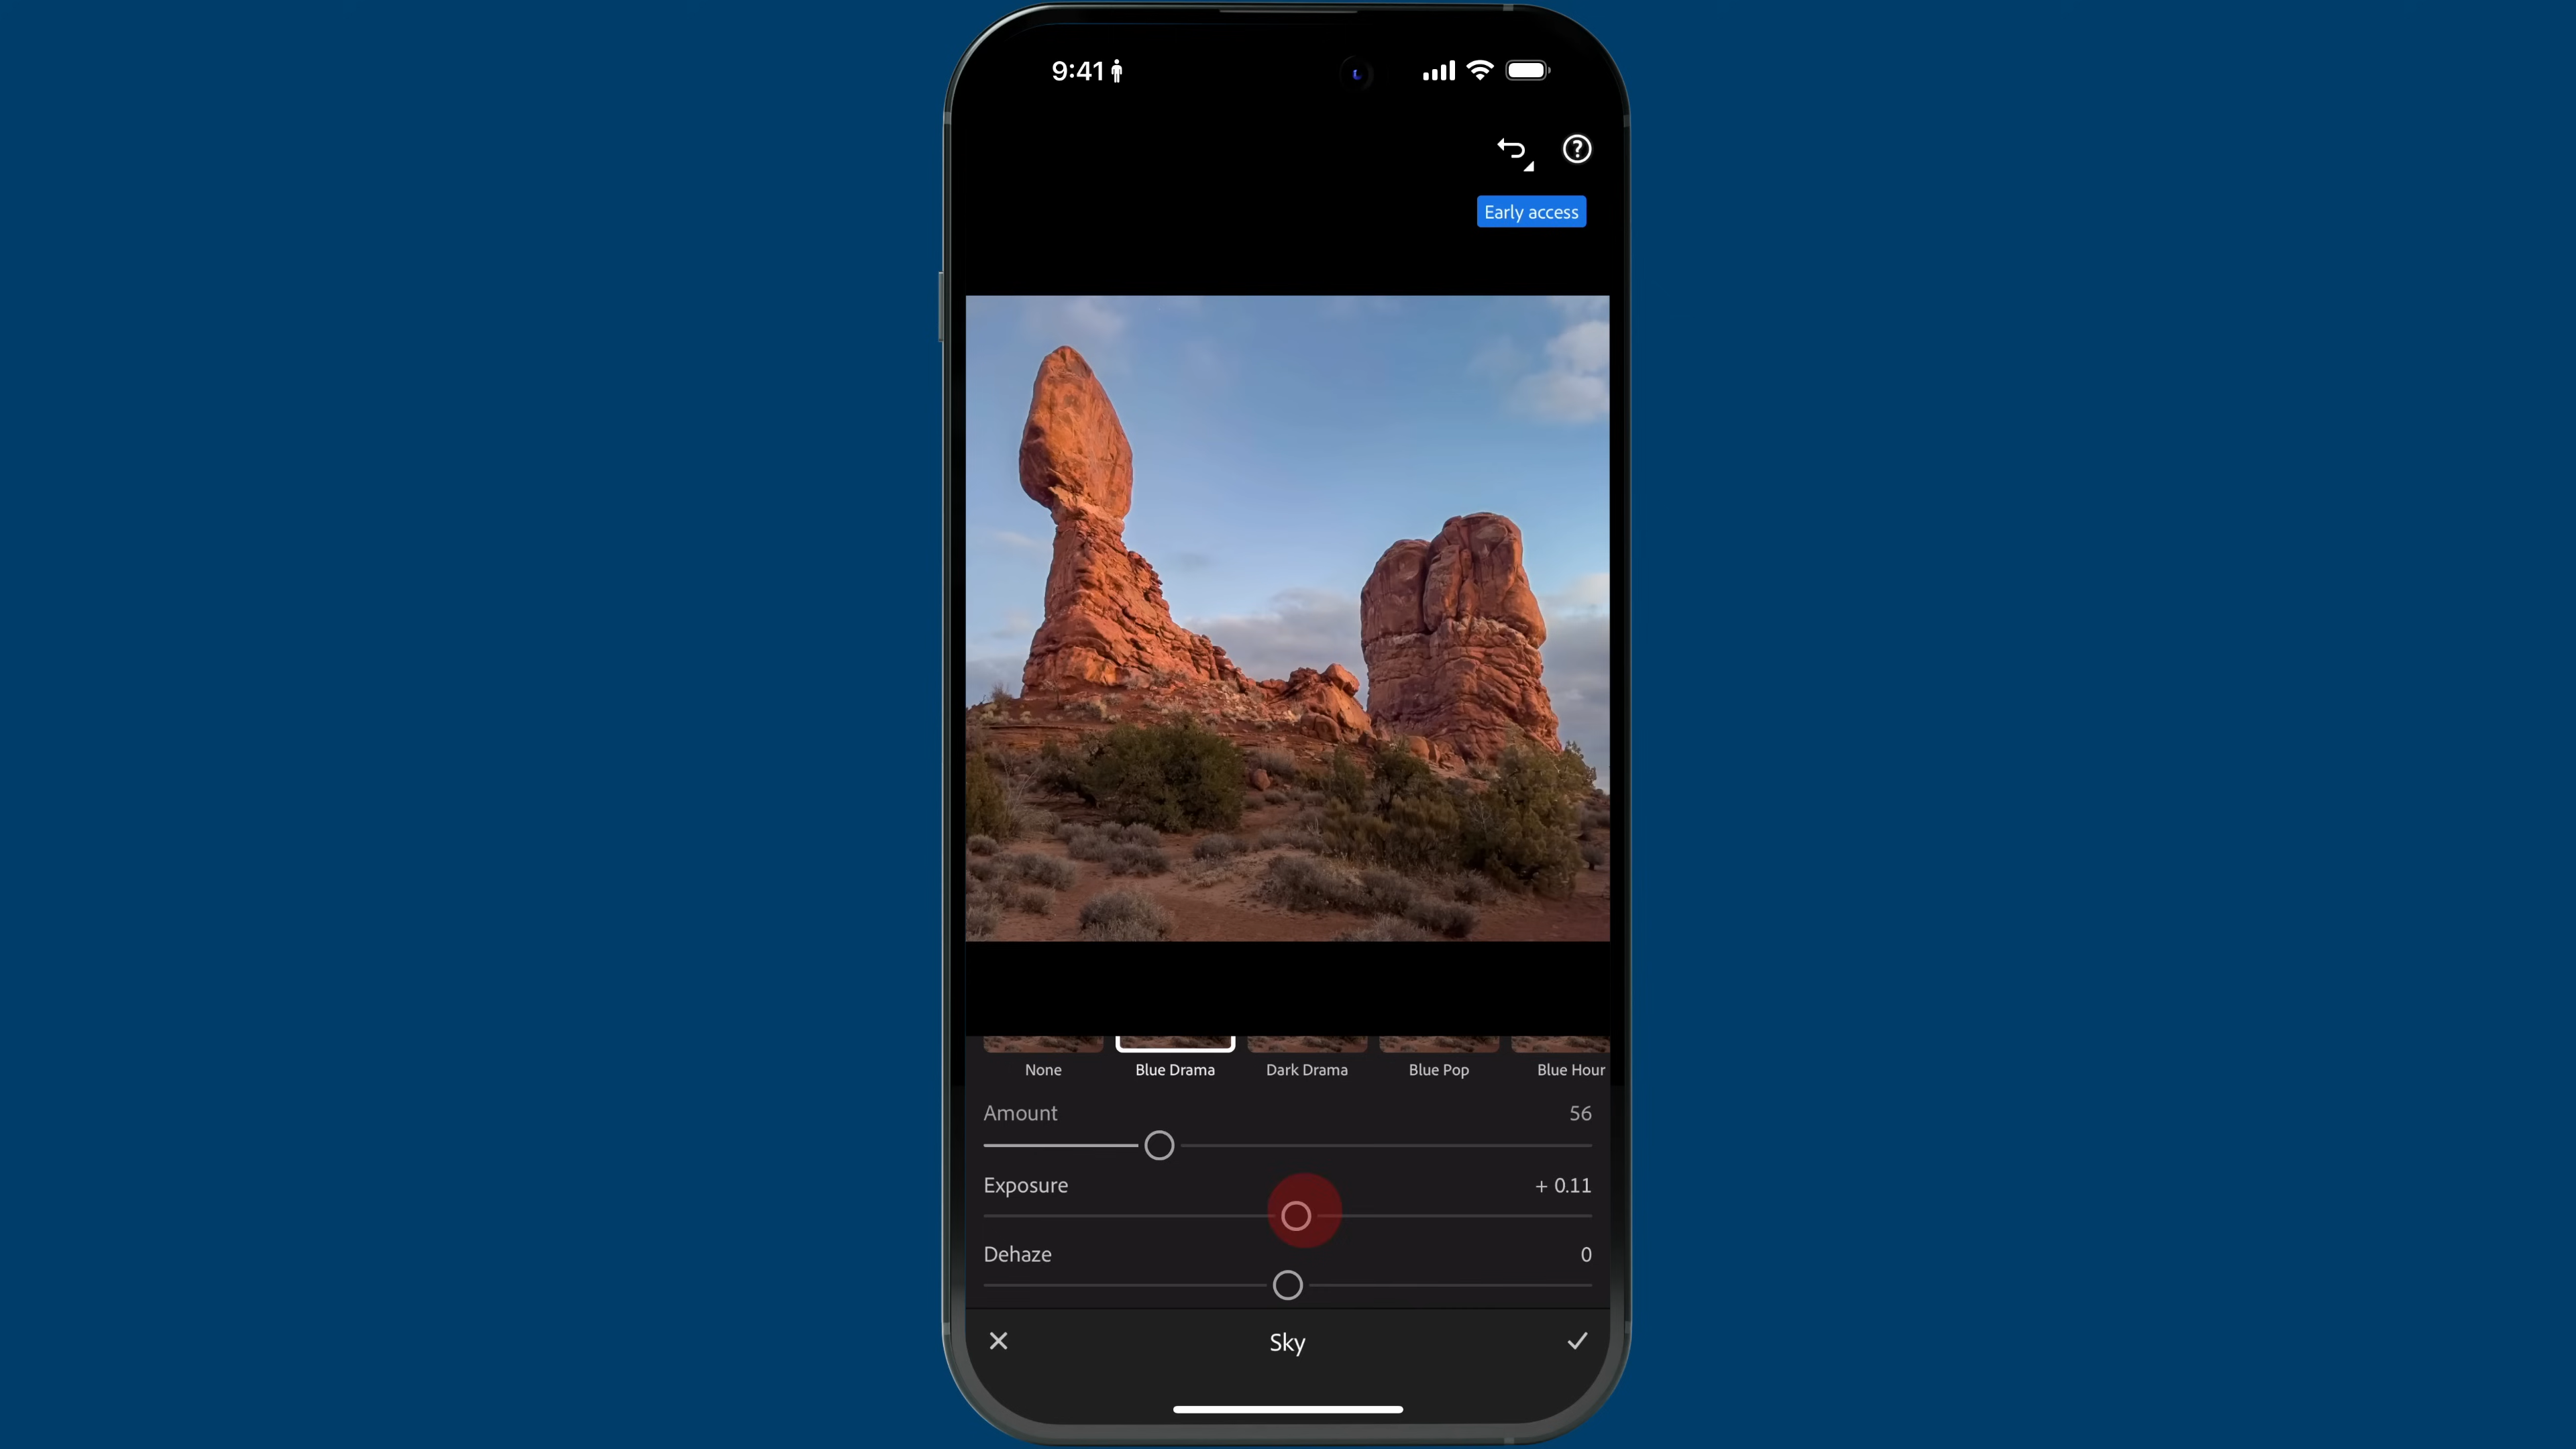 9:41
Early access
None Blue Drama Dark Drama Blue Pop Blue Hour
Amount 56
Exposure + 0.11
Dehaze 0
Sky